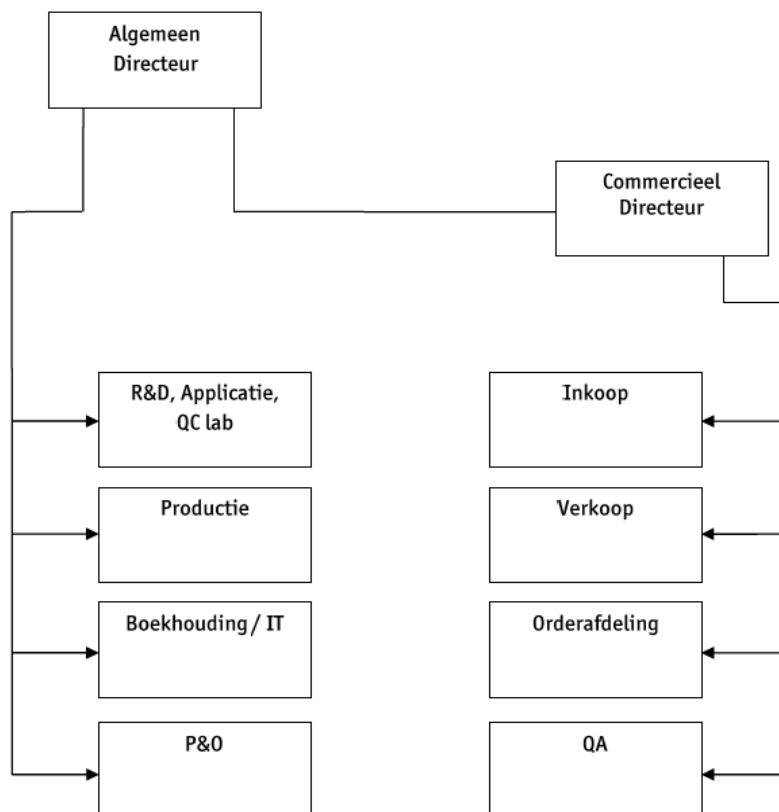 Algemeen
Directeur
Commercieel
Directeur
R&D, Applicatie,
QC lab
Inkoop
Productie
Verkoop
Boekhouding / IT
Orderafdeling
P&O
QA